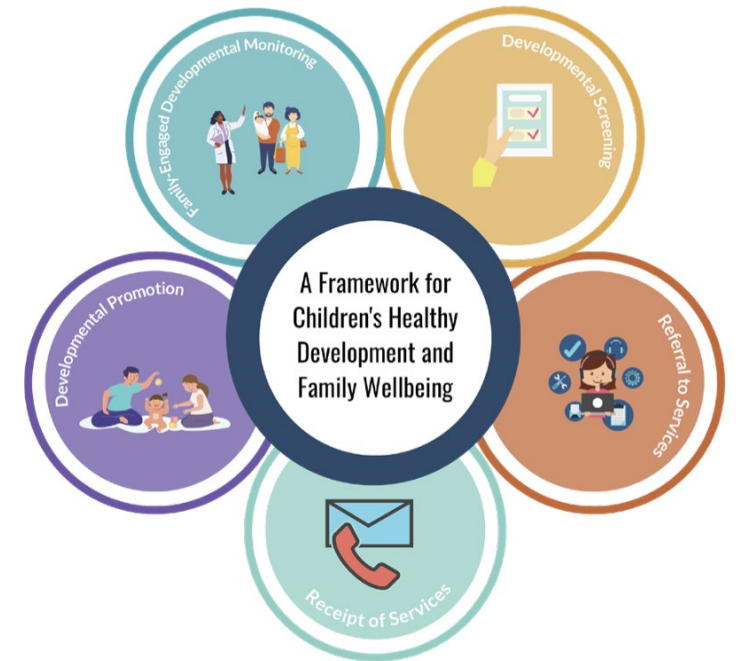 A Framework for
Children's Healthy
Development and
Family Wellbeing
Developmental Promotion
Family-Engaged Developmental Monitoring
Developmental Screening
Referral to Services
Receipt of Services